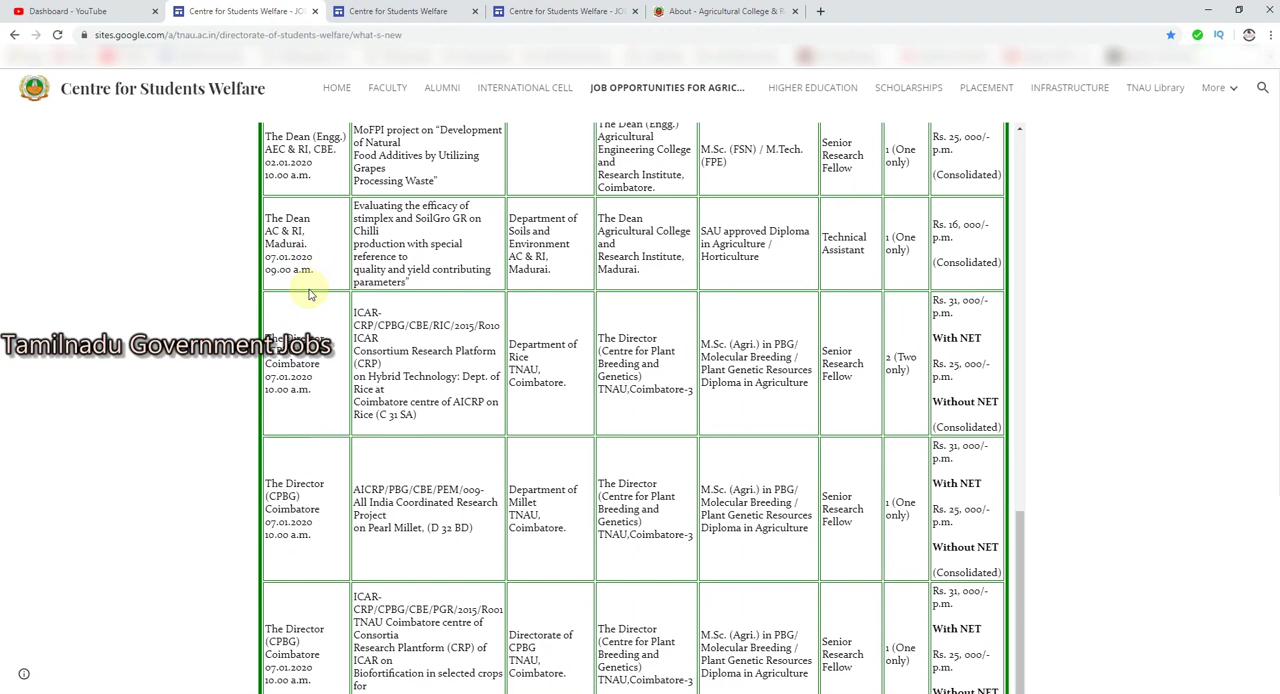 Dashboard - YouTube
Centre for Students Welfare - JO
Centre for Students Welfare
Centre for Students Welfare - JO
About - Agricultural College & R
sites.google.com/a/tnau.ac.in/directorate-of-students-welfare/what-s-new
IQ
Centre for Students Welfare
HOME
FACULTY
ALUMNI
INTERNATIONAL CELL
JOB OPPORTUNITIES FOR AGRIC...
HIGHER EDUCATION
SCHOLARSHIPS
PLACEMENT
INFRASTRUCTURE
TNAU Library
More
The Dean (Engg.)
AEC & RI, CBE.
02.01.2020
10.00 a.m.
MoFPI project on “Development
of Natural
Food Additives by Utilizing
Grapes
Processing Waste”
The Dean (Engg.)
Agricultural
Engineering College
and
Research Institute,
Coimbatore.
M.Sc. (FSN) / M.Tech.
(FPE)
Senior
Research
Fellow
1 (One
only)
Rs. 25, 000/-
p.m.
(Consolidated)
The Dean
AC & RI,
Madurai.
07.01.2020
09.00 a.m.
Evaluating the efficacy of
stimplex and SoilGro GR on
Chilli
production with special
reference to
quality and yield contributing
parameters”
Department of
Soils and
Environment
AC & RI,
Madurai.
The Dean
Agricultural College
and
Research Institute,
Madurai.
SAU approved Diploma
in Agriculture /
Horticulture
Technical
Assistant
1 (One
only)
Rs. 16, 000/-
p.m.
(Consolidated)
Tamilnadu Government Jobs
Coimbatore
07.01.2020
10.00 a.m.
ICAR-
CRP/CPBG/CBE/RIC/2015/R010
ICAR
Consortium Research Platform
(CRP)
on Hybrid Technology: Dept. of
Rice at
Coimbatore centre of AICRP on
Rice (C 31 SA)
Department of
Rice
TNAU,
Coimbatore.
The Director
(Centre for Plant
Breeding and
Genetics)
TNAU,Coimbatore-3
M.Sc. (Agri.) in PBG/
Molecular Breeding /
Plant Genetic Resources
Diploma in Agriculture
Senior
Research
Fellow
2 (Two
only)
Rs. 31, 000/-
p.m.
With NET
Rs. 25, 000/-
p.m.
Without NET
(Consolidated)
The Director
(CPBG)
Coimbatore
07.01.2020
10.00 a.m.
AICRP/PBG/CBE/PEM/009-
All India Coordinated Research
Project
on Pearl Millet, (D 32 BD)
Department of
Millet
TNAU,
Coimbatore.
The Director
(Centre for Plant
Breeding and
Genetics)
TNAU,Coimbatore-3
M.Sc. (Agri.) in PBG/
Molecular Breeding /
Plant Genetic Resources
Diploma in Agriculture
Senior
Research
Fellow
1 (One
only)
Rs. 31, 000/-
p.m.
With NET
Rs. 25, 000/-
p.m.
Without NET
(Consolidated)
The Director
(CPBG)
Coimbatore
07.01.2020
10.00 a.m.
ICAR-
CRP/CPBG/CBE/PGR/2015/R001
TNAU Coimbatore centre of
Consortia
Research Plantform (CRP) of
ICAR on
Biofortification in selected crops
for
Directorate of
CPBG
TNAU,
Coimbatore.
The Director
(Centre for Plant
Breeding and
Genetics)
TNAU,Coimbatore-3
M.Sc. (Agri.) in PBG/
Molecular Breeding /
Plant Genetic Resources
Diploma in Agriculture
Senior
Research
Fellow
1 (One
only)
Rs. 31, 000/-
p.m.
With NET
Rs. 25, 000/-
p.m.
Without NET